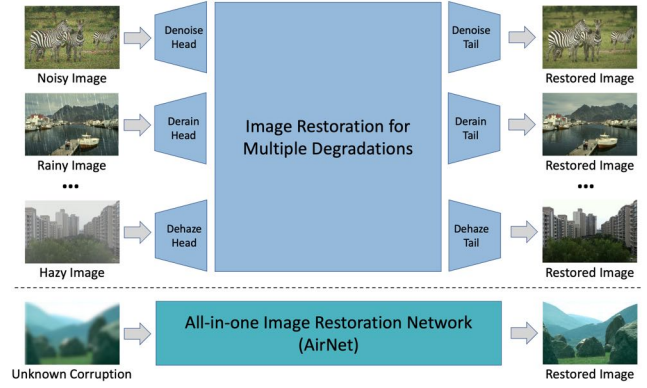 Denoise
Head
Denoise
Tail
Noisy Image
Restored Image
Derain
Head
Image Restoration for
Multiple Degradations
Derain
Tail
Rainy Image
Restored Image
...
...
Dehaze
Head
Dehaze
Tail
Hazy Image
Restored Image
All-in-one Image Restoration Network
(AirNet)
Unknown Corruption
Restored Image